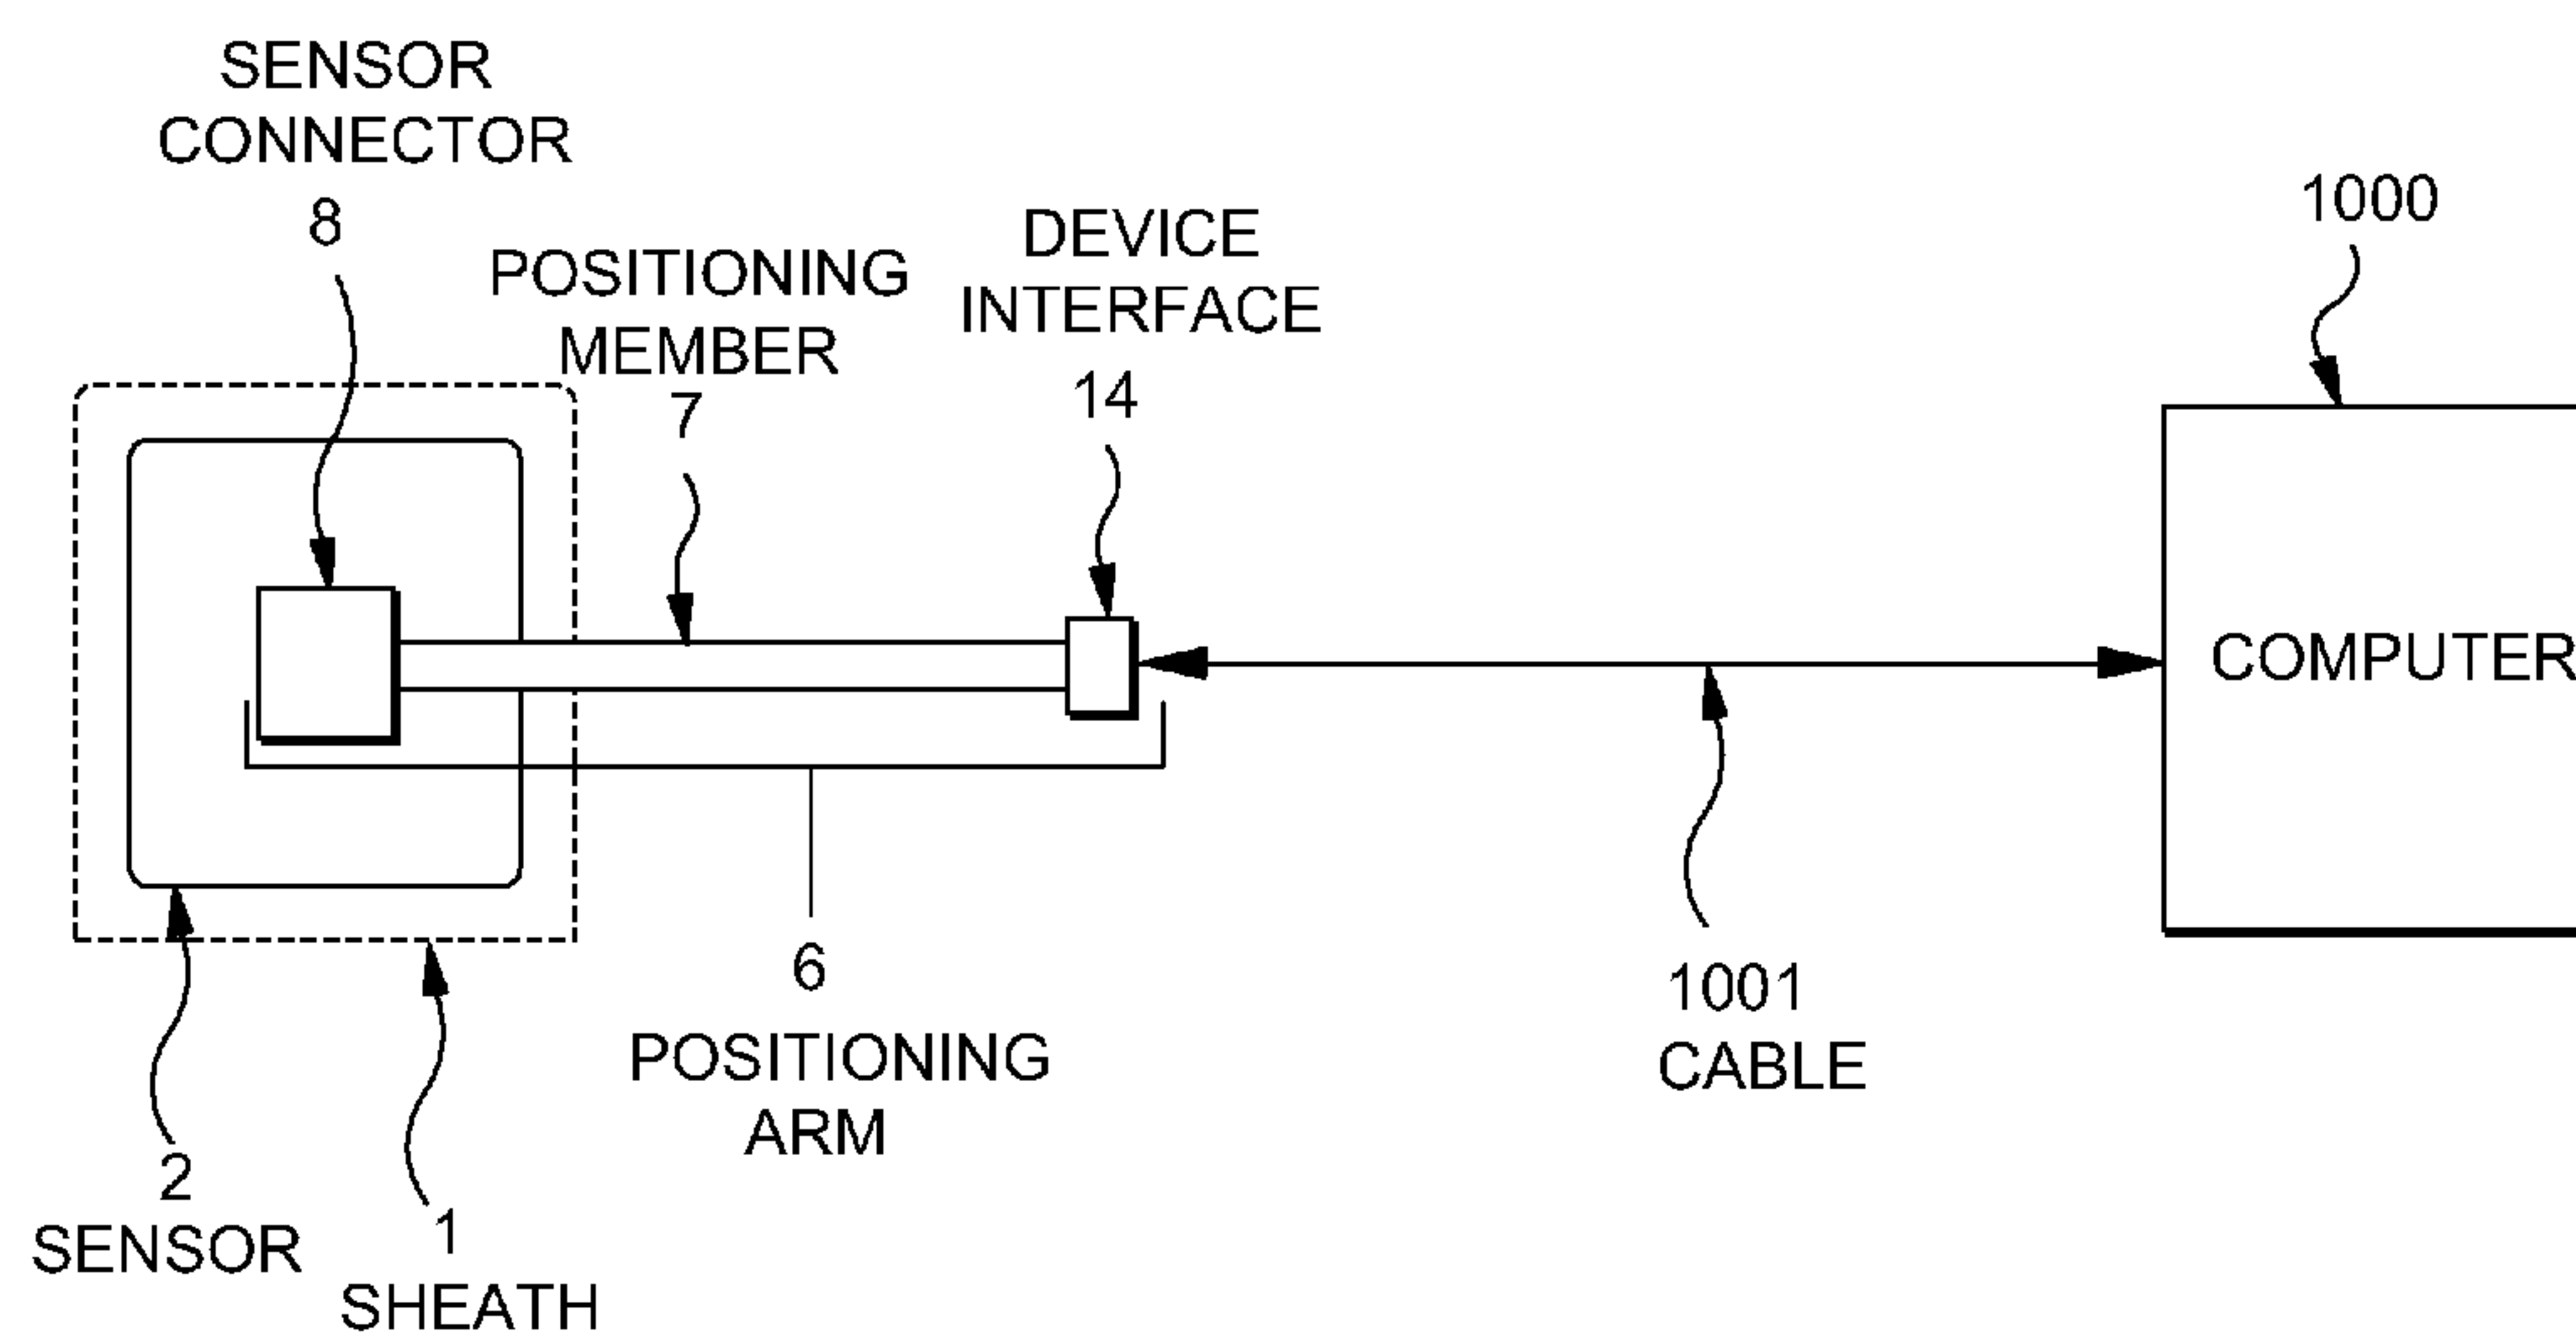 SENSOR
CONNECTOR
8
POSITIONING
MEMBER
7
DEVICE
INTERFACE
14
1000
COMPUTER
6
POSITIONING
ARM
1001
CABLE
2
SENSOR
1
SHEATH